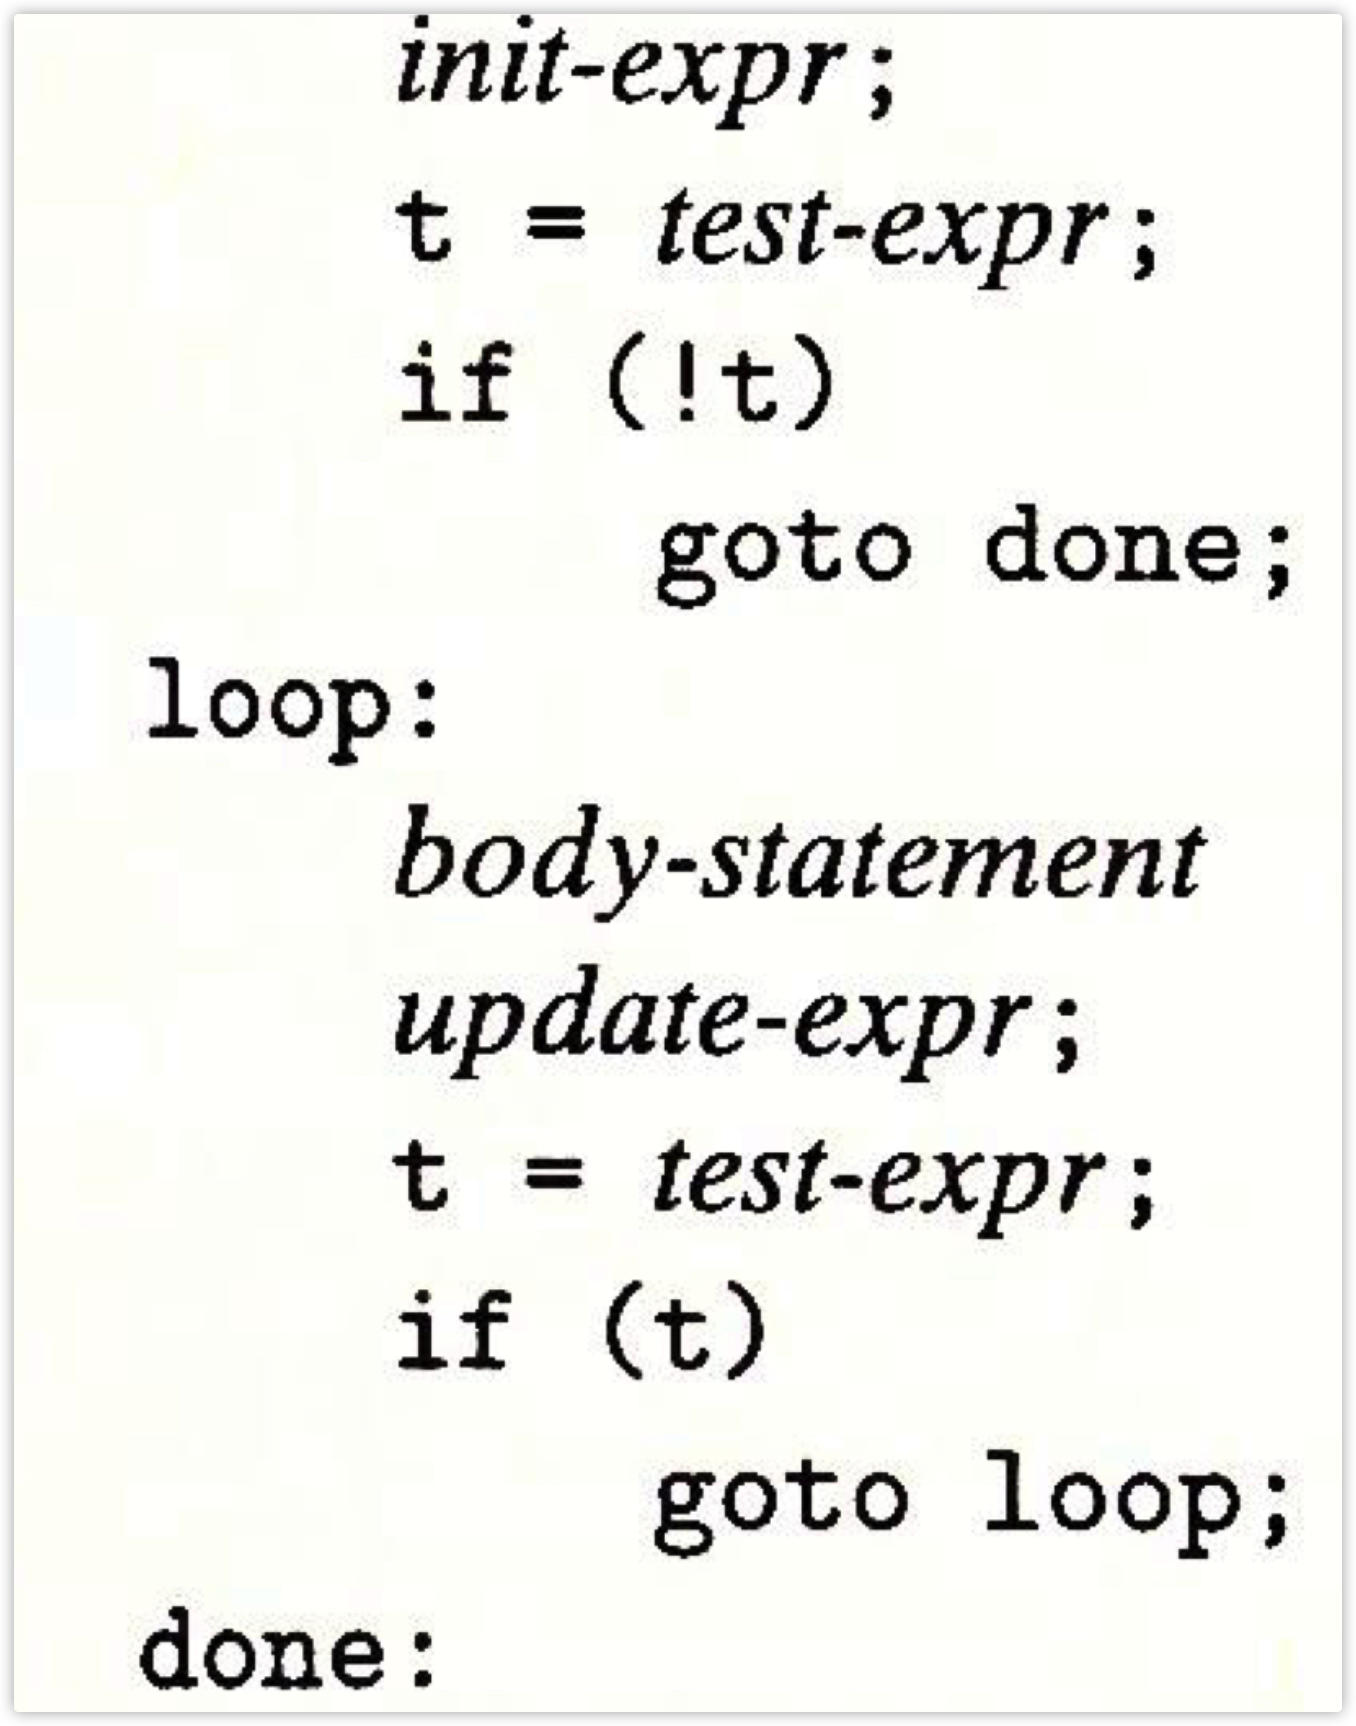 init-expr;
t = test-expr;
if (!t)
goto done;
loop:
body-statement
update-expr;
t = test-expr;
if (t)
goto loop;
done: